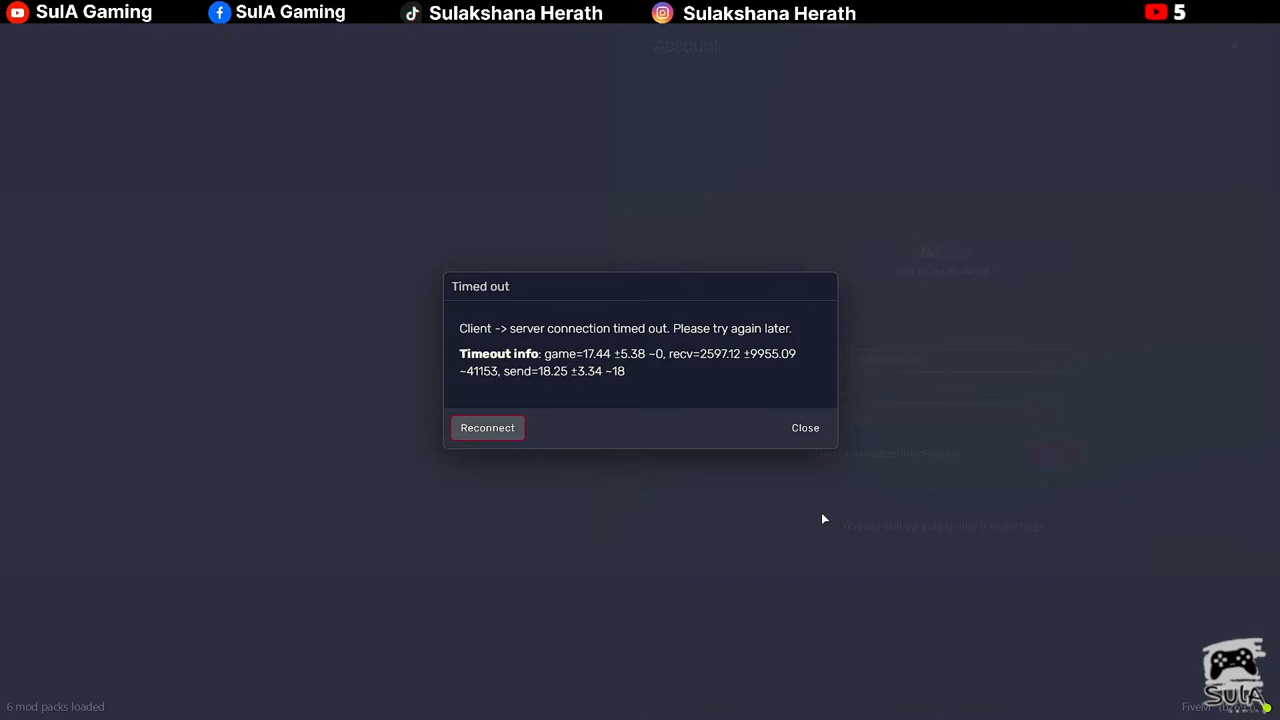 SulA Gaming
SulA Gaming
Sulakshana Herath
Sulakshana Herath
5
Account
Timed out
Client -> server connection timed out. Please try again later.
Timeout info: game=17.44 ±5.38 ~0, recv=2597.12 ±9955.09
~41153, send=18.25 ±3.34 ~18
Reconnect
Close
6 mod packs loaded
SulA